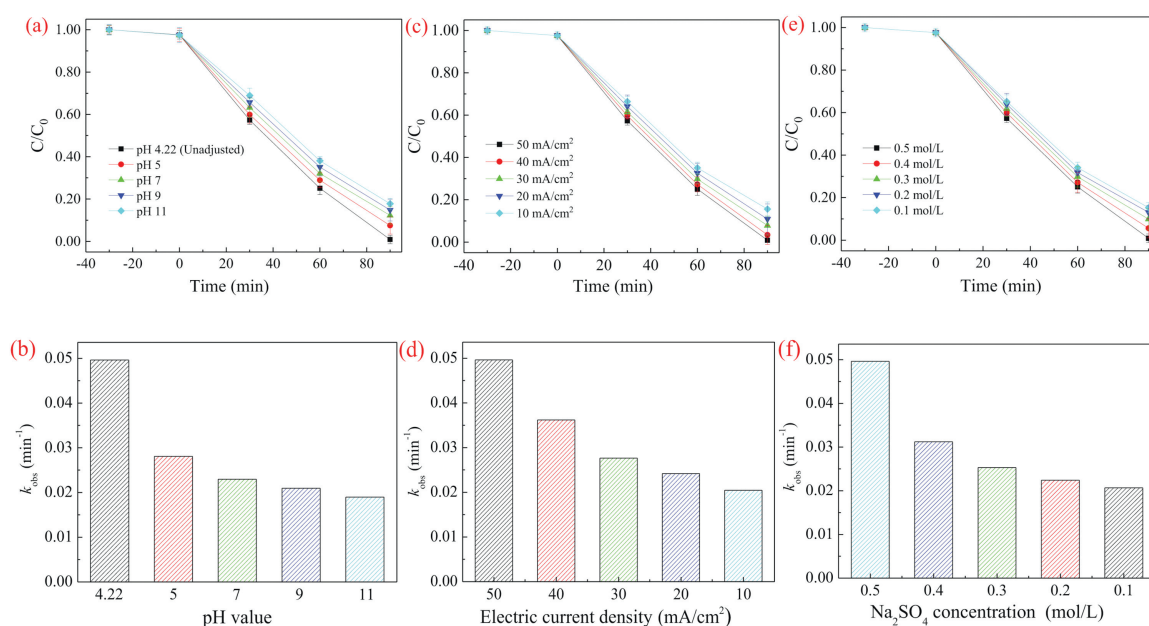 (a)
1.00
0.80
0.60
0.40
0.20
0.00
C/C₀
pH 4.22 (Unadjusted)
pH 5
pH 7
pH 9
pH 11
-40 -20 0 20 40 60 80
Time (min)
(c)
1.00
0.80
0.60
0.40
0.20
0.00
C/C₀
50 mA/cm²
40 mA/cm²
30 mA/cm²
20 mA/cm²
10 mA/cm²
-40 -20 0 20 40 60 80
Time (min)
(e)
1.00
0.80
0.60
0.40
0.20
0.00
C/C₀
0.5 mol/L
0.4 mol/L
0.3 mol/L
0.2 mol/L
0.1 mol/L
-40 -20 0 20 40 60 80
Time (min)
(b)
0.05
0.04
0.03
0.02
0.01
0.00
k_obs (min⁻¹)
4.22 5 7 9 11
pH value
(d)
0.05
0.04
0.03
0.02
0.01
0.00
k_obs (min⁻¹)
50 40 30 20 10
Electric current density (mA/cm²)
(f)
0.05
0.04
0.03
0.02
0.01
0.00
k_obs (min⁻¹)
0.5 0.4 0.3 0.2 0.1
Na₂SO₄ concentration (mol/L)